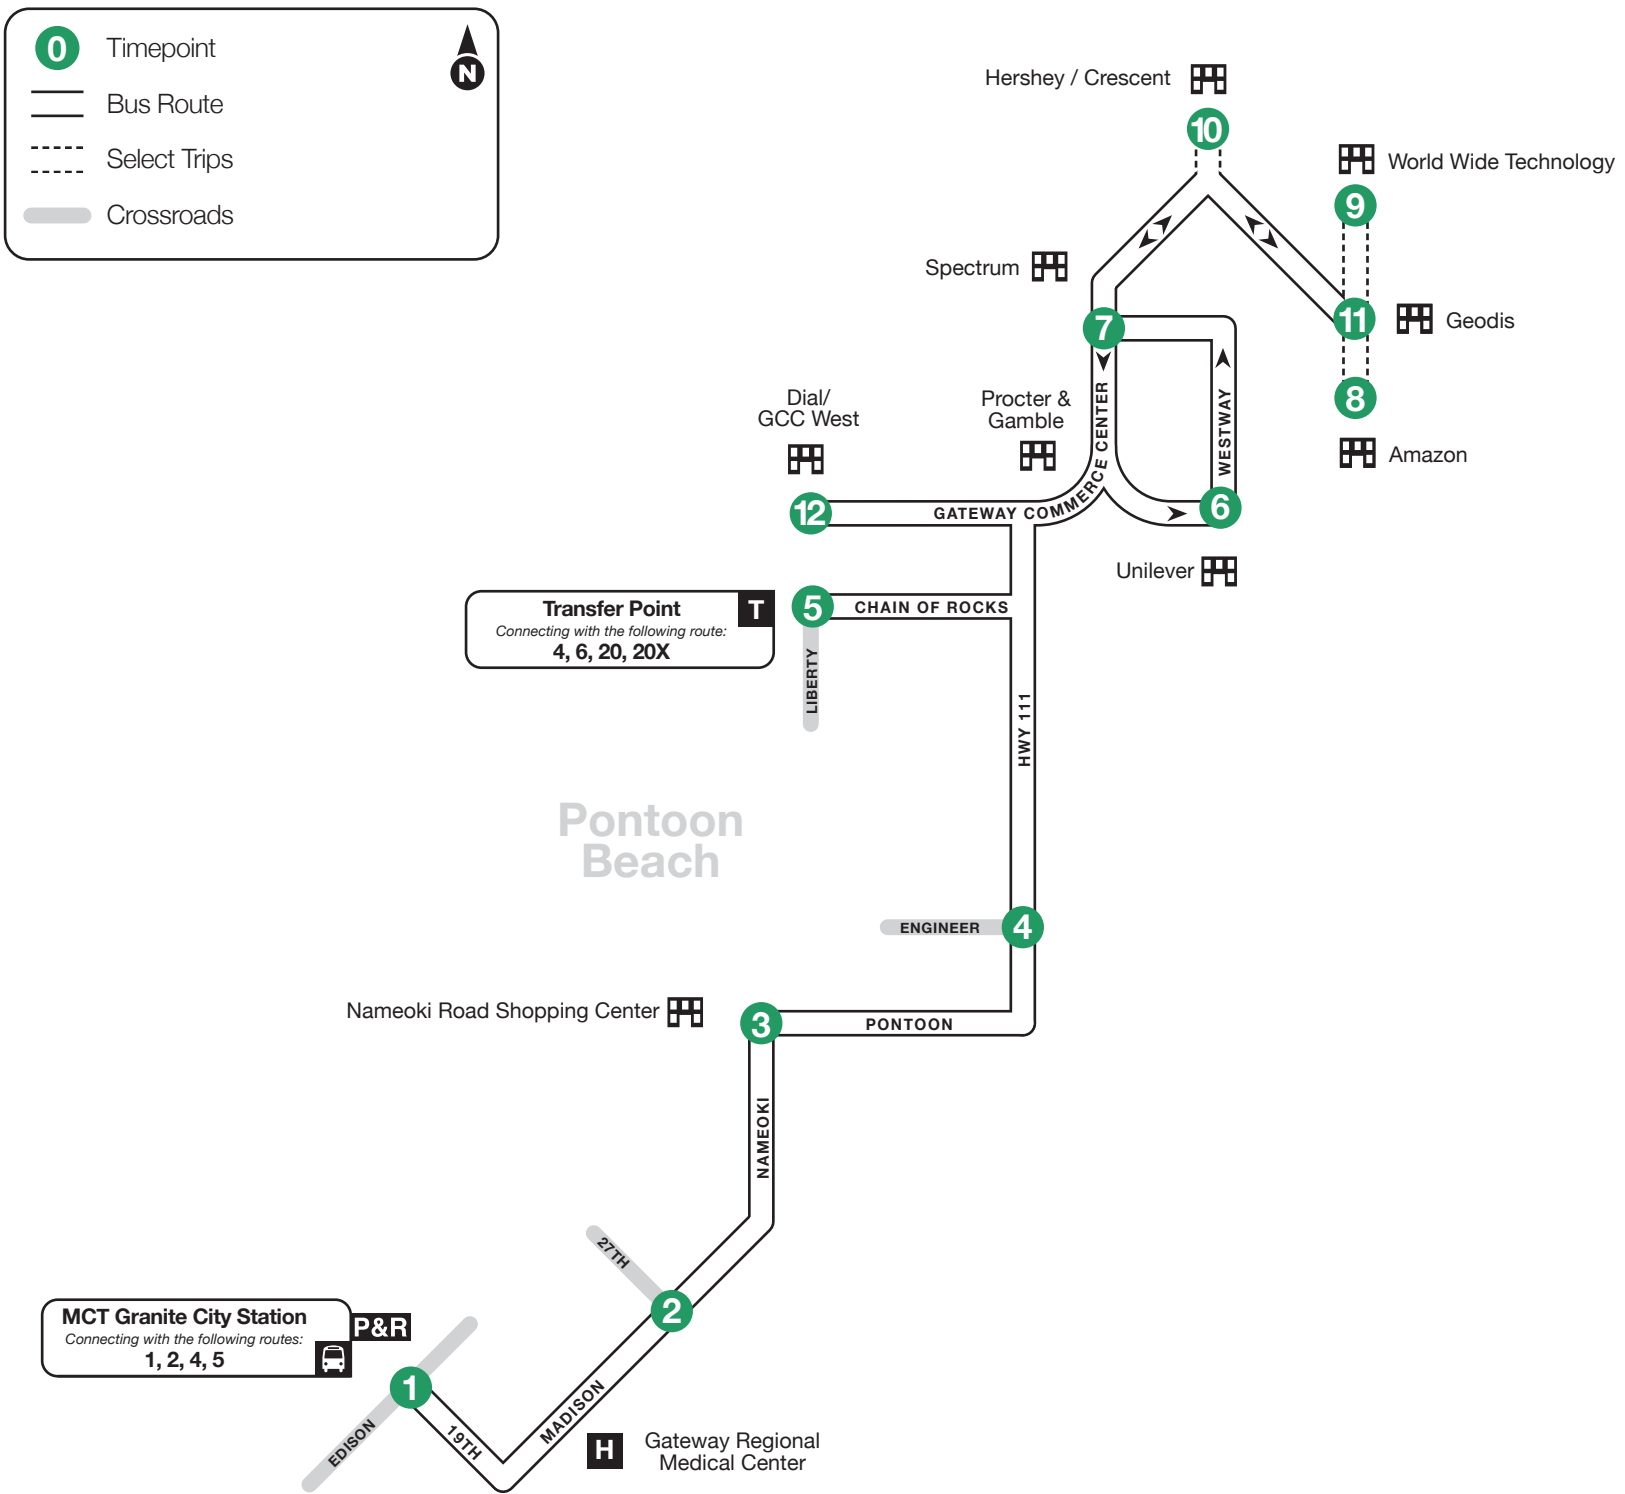 0 Timepoint
N
Bus Route
Select Trips
Crossroads
Hershey / Crescent
10
World Wide Technology
9
Spectrum
7
11
Geodis
8
Amazon
Dial/
GCC West
Procter &
Gamble
GATEWAY COMMERCE CENTER
WESTWAY
12
6
Unilever
Transfer Point
T
Connecting with the following route:
4, 6, 20, 20X
5
CHAIN OF ROCKS
LIBERTY
HWY 111
Pontoon
Beach
ENGINEER
4
Nameoki Road Shopping Center
3
PONTOON
NAMEOKI
27TH
2
MCT Granite City Station
P&R
Connecting with the following routes:
1, 2, 4, 5
1
EDISON
19TH
MADISON
H
Gateway Regional
Medical Center